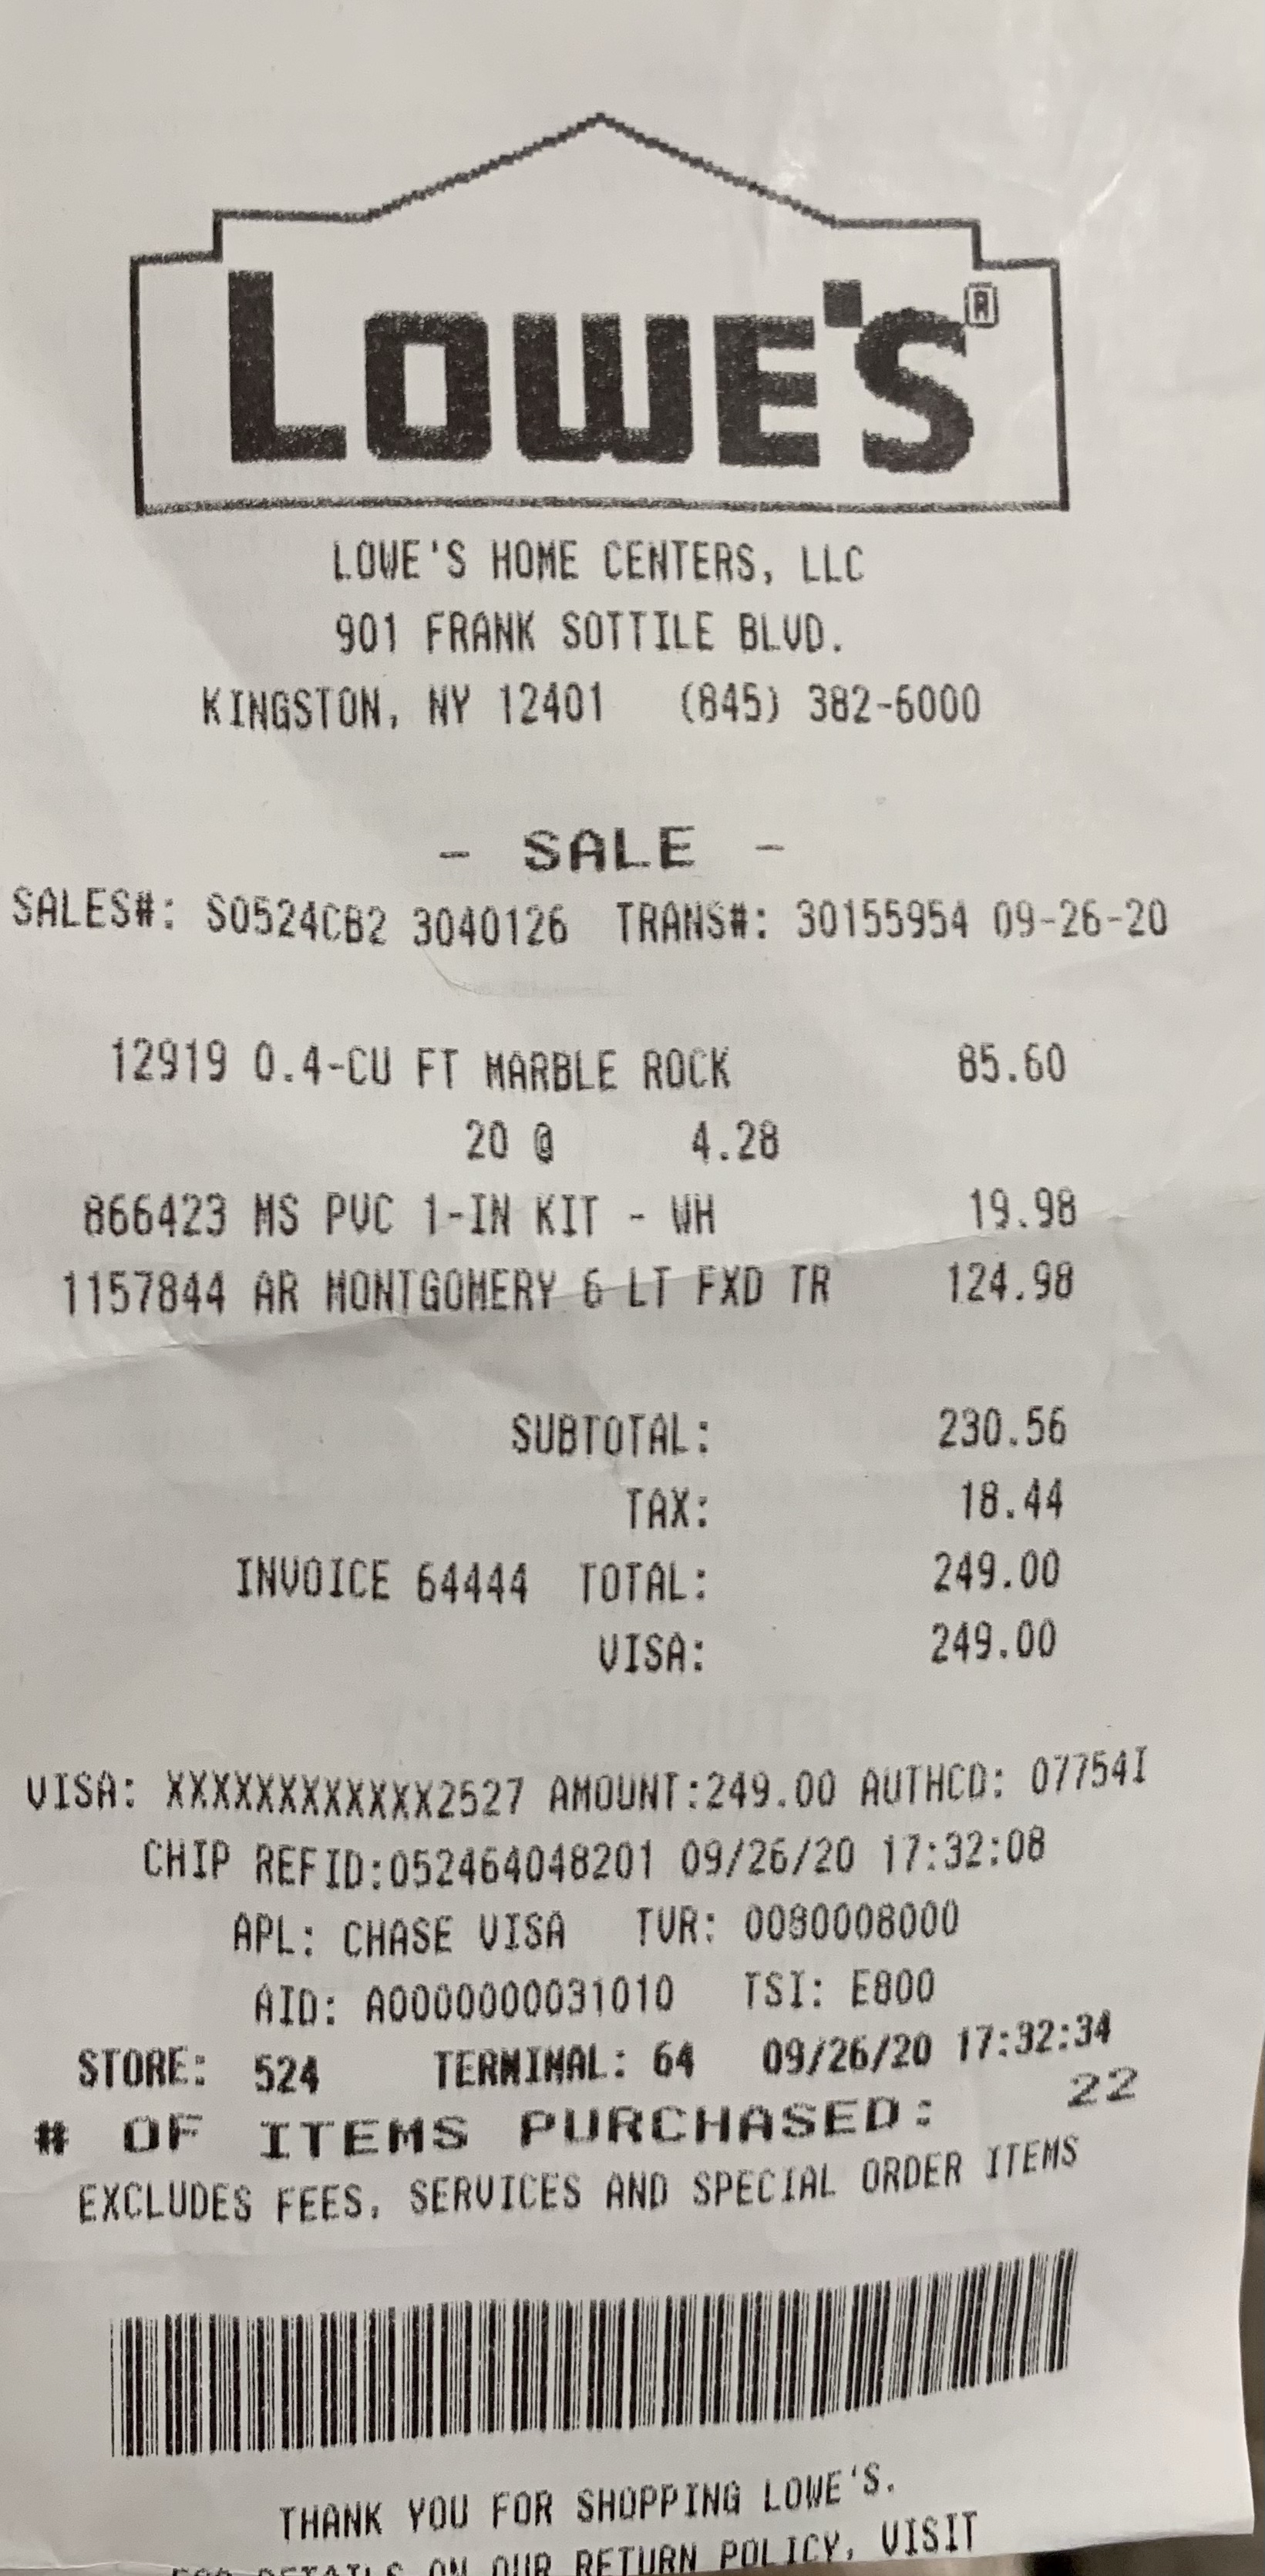 LOWE'S®
LOWE'S HOME CENTERS, LLC
901 FRANK SOTTILE BLVD.
KINGSTON, NY 12401 (845) 382-6000
- SALE -
SALES#: S0524CB2 3040126 TRANS#: 30155954 09-26-20
12919 0.4-CU FT MARBLE ROCK 85.60
20 @ 4.28
866423 MS PVC 1-IN KIT - WH 19.98
1157844 AR MONTGOMERY 6 LT FXD TR 124.98
SUBTOTAL: 230.56
TAX: 18.44
INVOICE 64444 TOTAL: 249.00
VISA: 249.00
VISA: XXXXXXXXXXXX2527 AMOUNT:249.00 AUTHCD: 07754I
CHIP REFID:052464048201 09/26/20 17:32:08
APL: CHASE VISA TVR: 0080008000
AID: A0000000031010 TSI: E800
STORE: 524 TERMINAL: 64 09/26/20 17:32:34
# OF ITEMS PURCHASED: 22
EXCLUDES FEES, SERVICES AND SPECIAL ORDER ITEMS
THANK YOU FOR SHOPPING LOWE'S.
FOR DETAILS ON OUR RETURN POLICY, VISIT